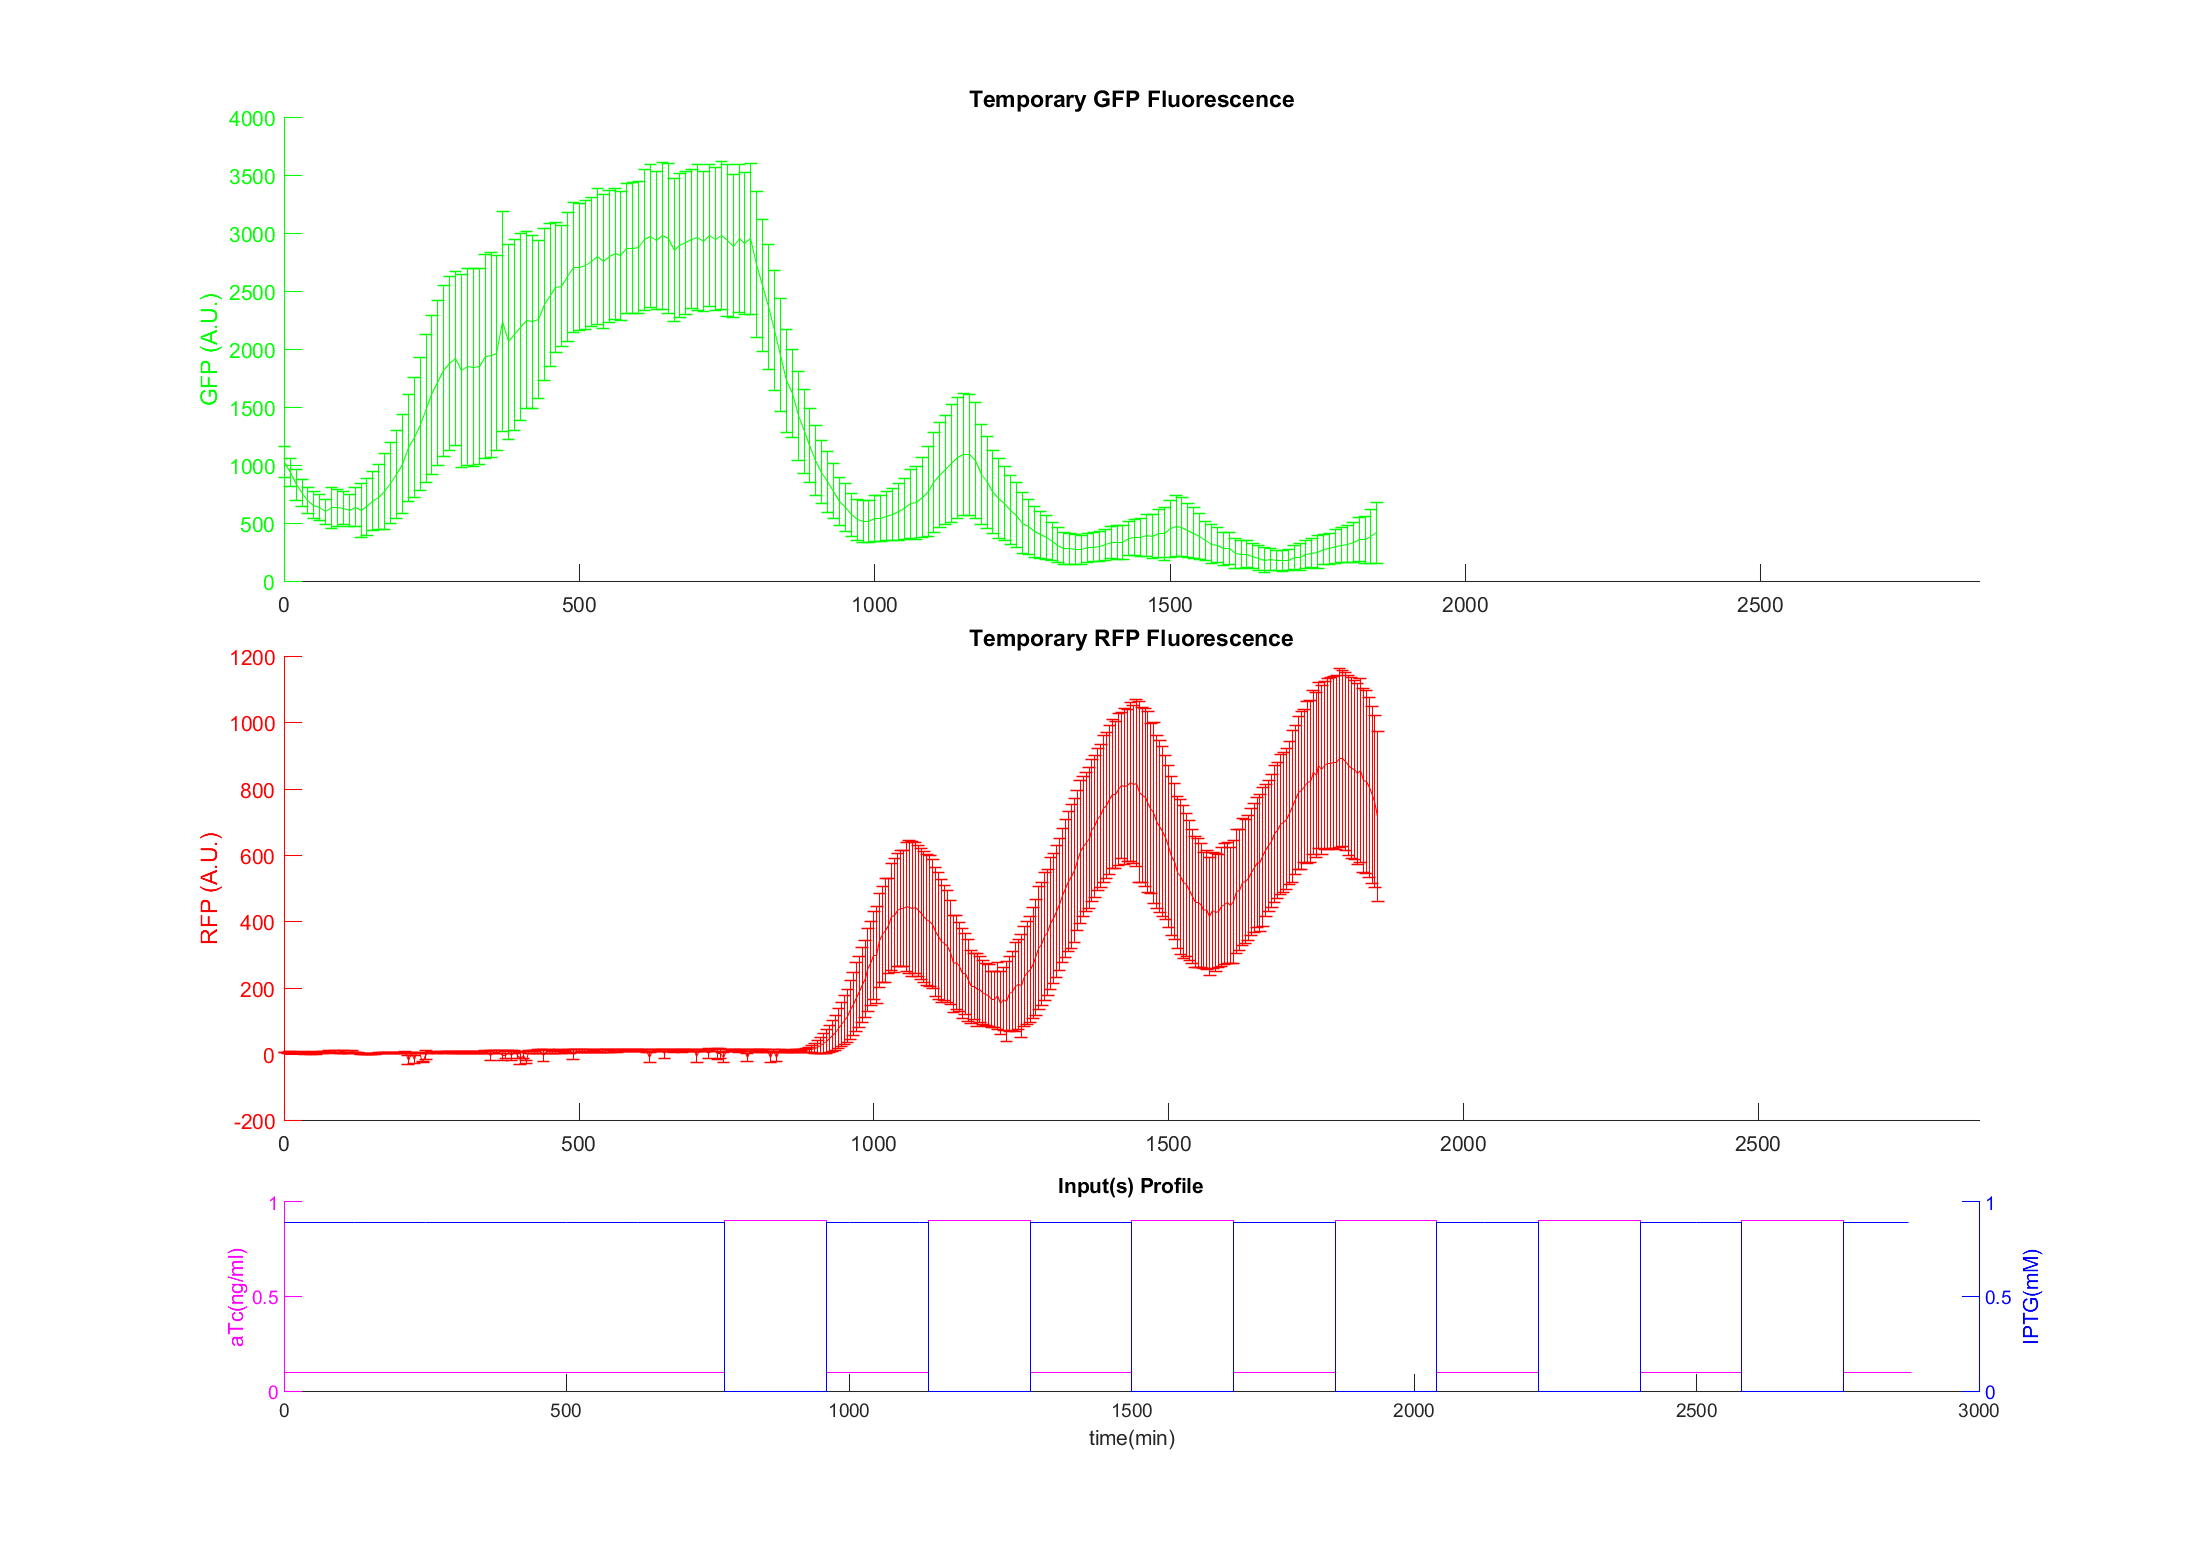 Temporary GFP Fluorescence
4000
3500
3000
2500
2000
1500
1000
500
0
GFP (A.U.)
0 500 1000 1500 2000 2500
Temporary RFP Fluorescence
1200
1000
800
600
400
200
0
-200
RFP (A.U.)
0 500 1000 1500 2000 2500
Input(s) Profile
1
0.5
0
aTc(ng/ml)
1
0.5
0
IPTG(mM)
0 500 1000 1500 2000 2500 3000
time(min)